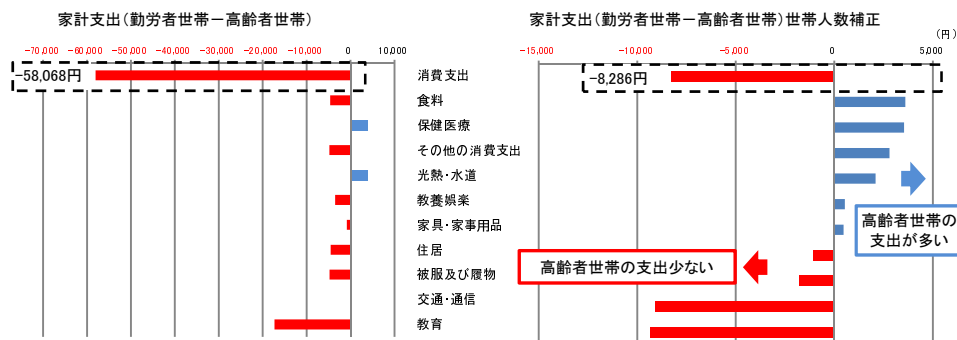 家計支出(勤労者世帯－高齢者世帯)
家計支出(勤労者世帯－高齢者世帯)世帯人数補正
(円)
-70,000 -60,000 -50,000 -40,000 -30,000 -20,000 -10,000 0 10,000
-15,000 -10,000 -5,000 0 5,000
-58,068円
-8,286円
消費支出
食料
保健医療
その他の消費支出
光熱・水道
教養娯楽
家具・家事用品
住居
被服及び履物
交通・通信
教育
高齢者世帯の
支出が多い
高齢者世帯の支出少ない